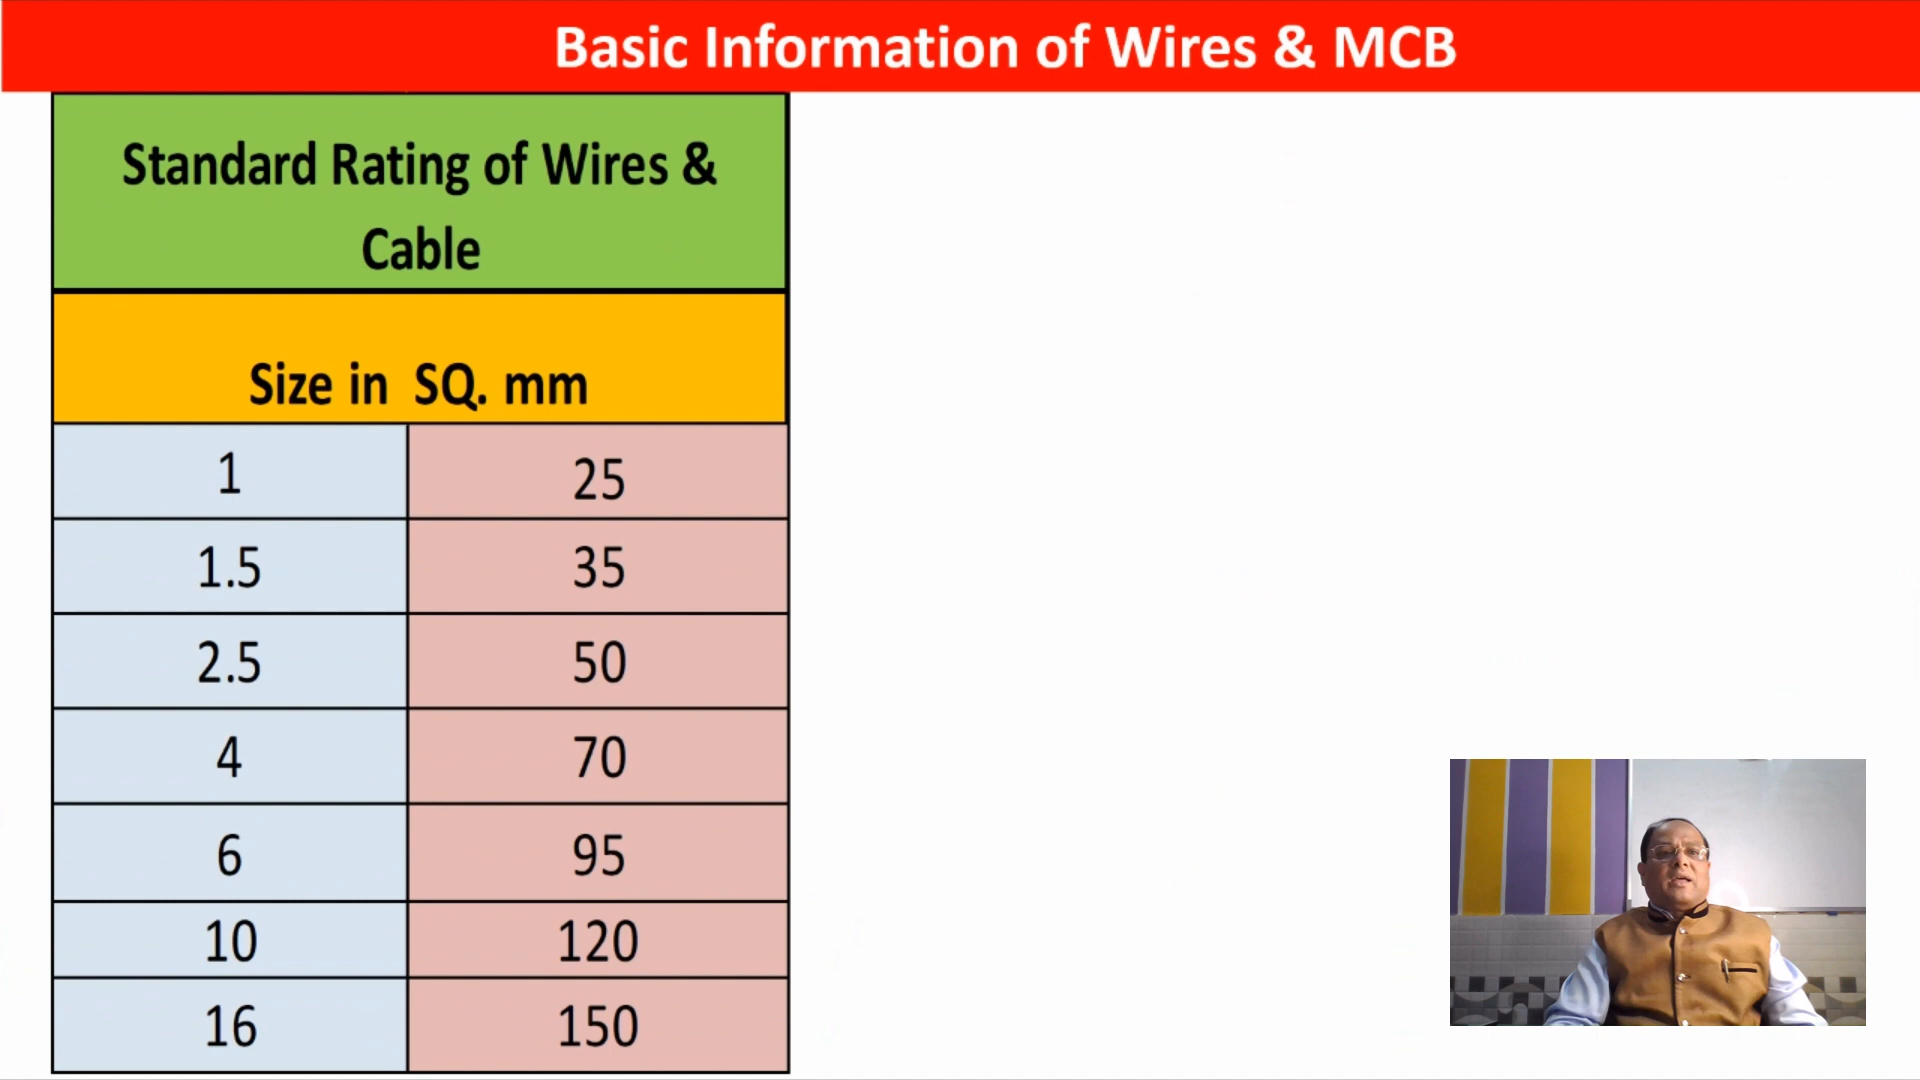 Basic Information of Wires & MCB
Standard Rating of Wires &
Cable
Size in SQ. mm
1 25
1.5 35
2.5 50
4 70
6 95
10 120
16 150